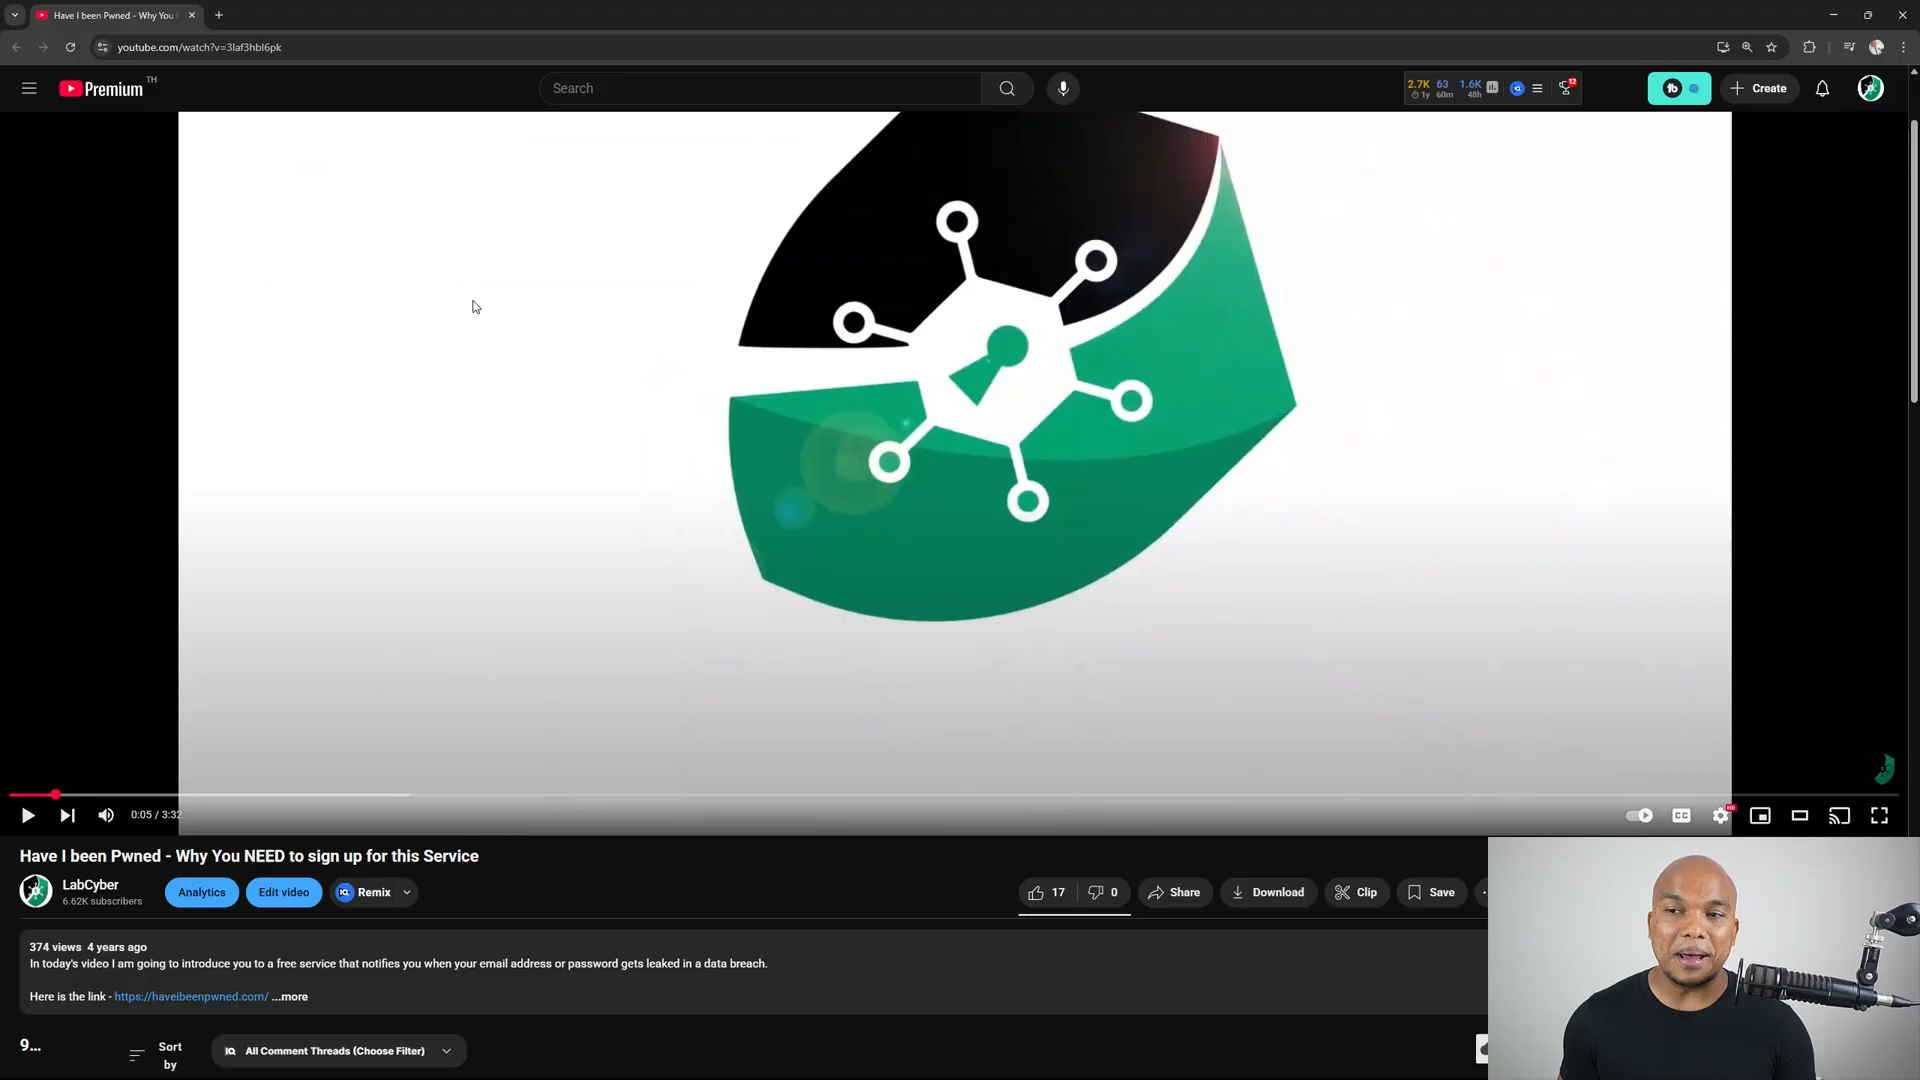 Have I been Pwned - Why You
youtube.com/watch?v=3laf3hbl6pk
Premium TH
Search
2.7K 63 1.6K
1y 60m 48h
12
Create
0:05 / 3:32
CC
HD
Have I been Pwned - Why You NEED to sign up for this Service
LabCyber
6.62K subscribers
Analytics
Edit video
IQ Remix
17
0
Share
Download
Clip
Save
374 views 4 years ago
In today's video I am going to introduce you to a free service that notifies you when your email address or password gets leaked in a data breach.
Here is the link - https://haveibeenpwned.com/ ...more
9...
Sort
by
IQ All Comment Threads (Choose Filter)